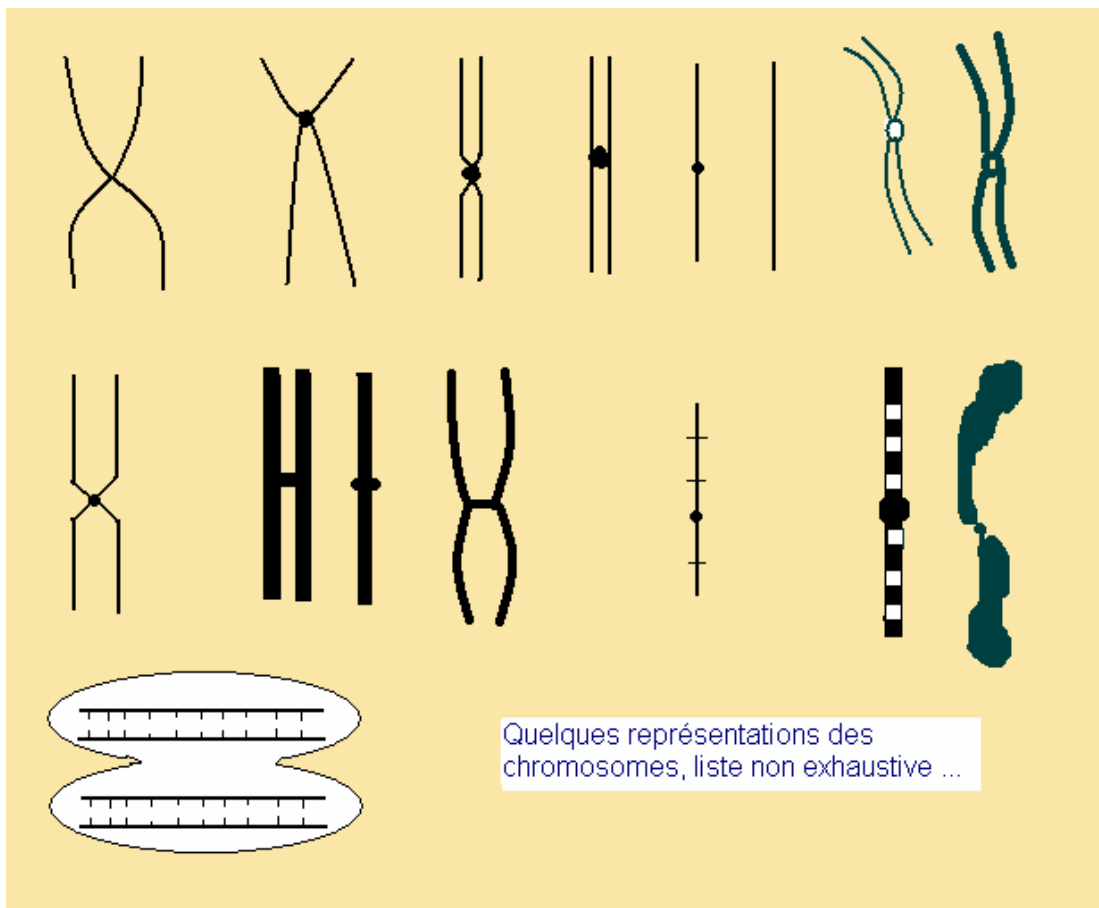 Quelques représentations des
chromosomes, liste non exhaustive ...